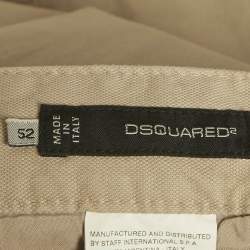 52
MADE IN
ITALY
DSQUARED²
MANUFACTURED AND DISTRIBUTED
BY STAFF INTERNATIONAL